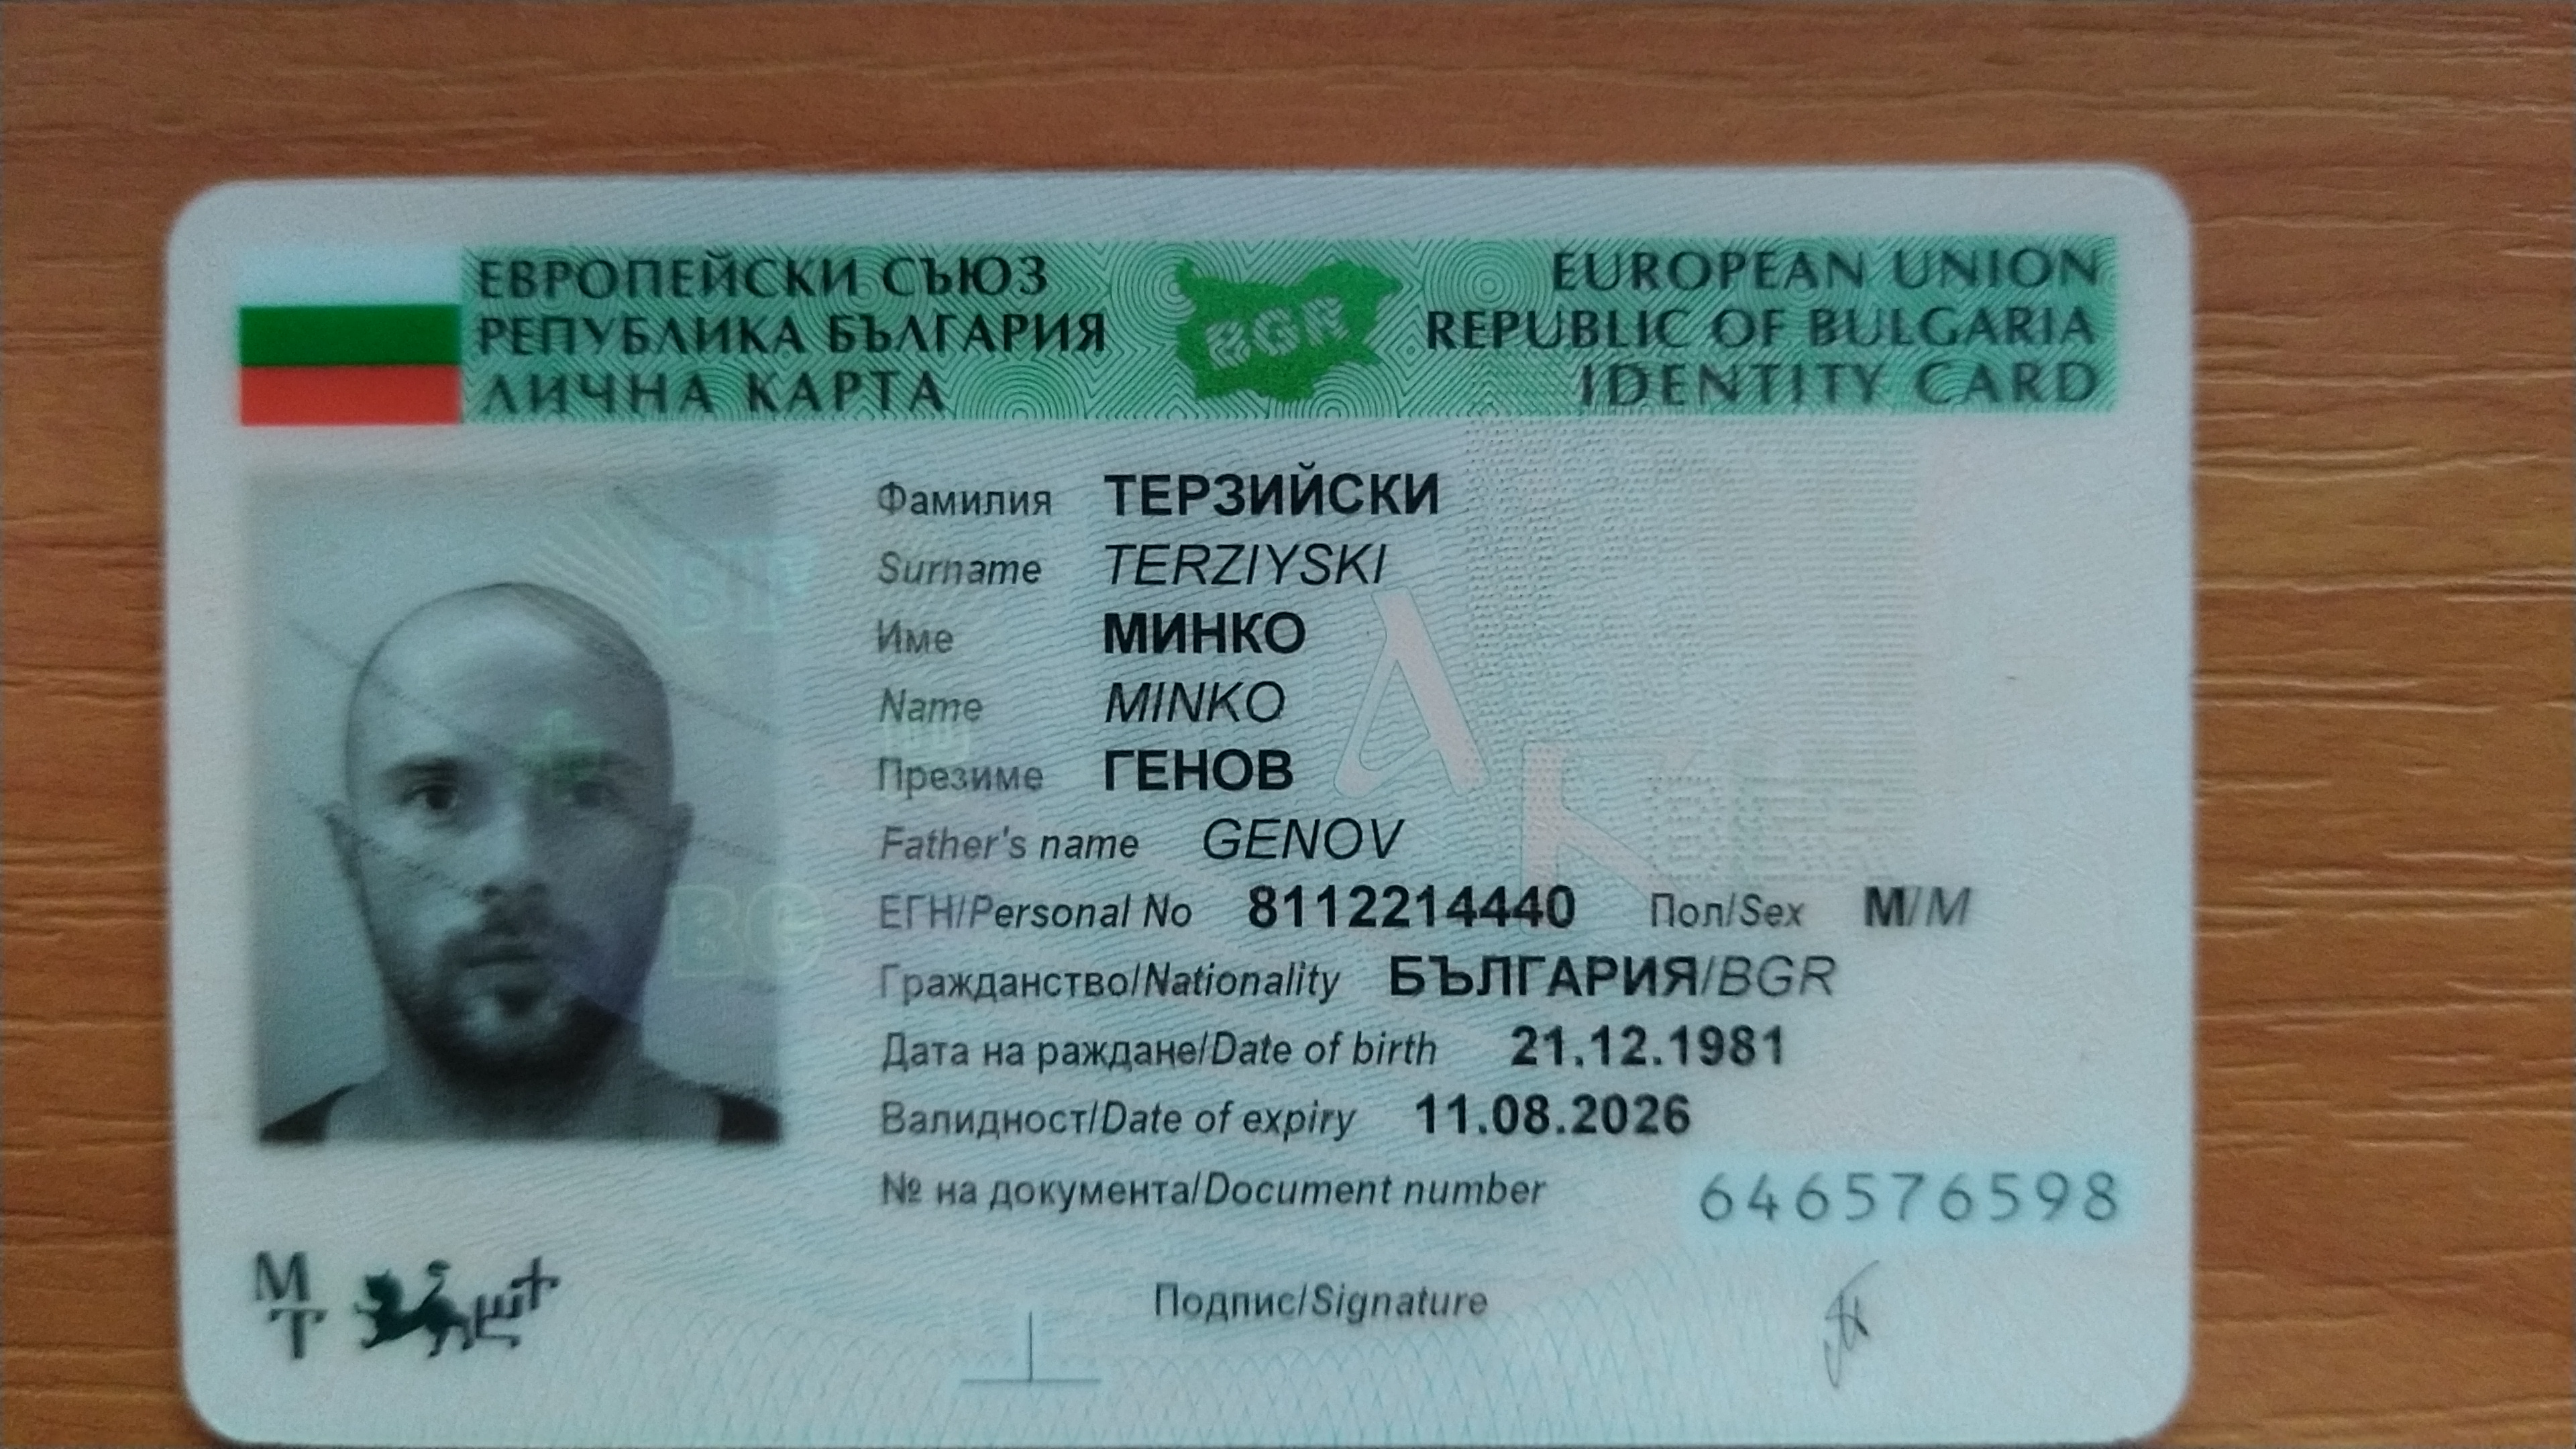 ЕВРОПЕЙСКИ СЪЮЗ
РЕПУБЛИКА БЪЛГАРИЯ
ЛИЧНА КАРТА
BGR
EUROPEAN UNION
REPUBLIC OF BULGARIA
IDENTITY CARD
Фамилия ТЕРЗИЙСКИ
Surname TERZIYSKI
Име МИНКО
Name MINKO
Презиме ГЕНОВ
Father's name GENOV
ЕГН/Personal No 8112214440 Пол/Sex М/M
Гражданство/Nationality БЪЛГАРИЯ/BGR
Дата на раждане/Date of birth 21.12.1981
Валидност/Date of expiry 11.08.2026
№ на документа/Document number 646576598
Подпис/Signature
М
Т